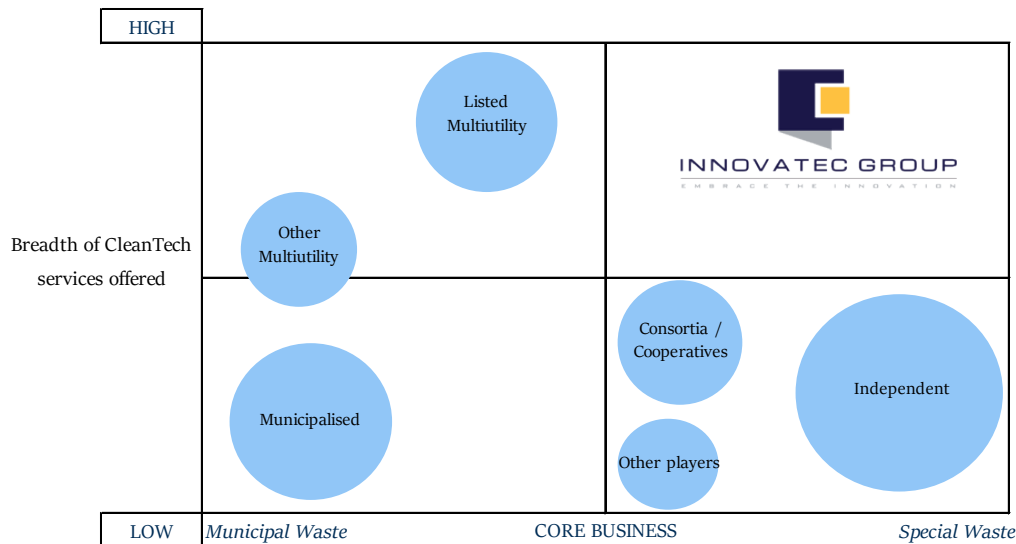 HIGH
Listed
Multiutility
INNOVATEC GROUP
EMBRACE THE INNOVATION
Other
Multiutility
Breadth of CleanTech
services offered
Consortia /
Cooperatives
Independent
Municipalised
Other players
LOW
Municipal Waste
CORE BUSINESS
Special Waste